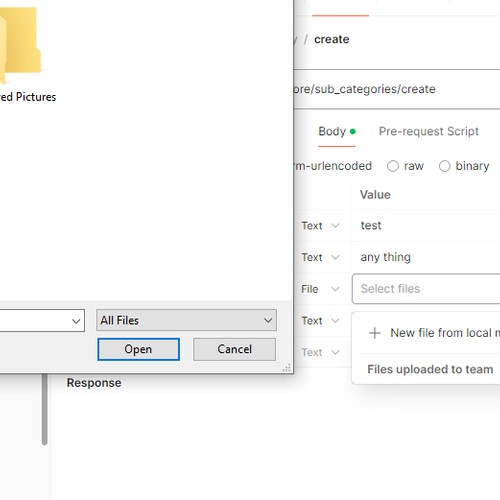 / create
ed Pictures
ore/sub_categories/create
Body Pre-request Script
rm-urlencoded raw binary
Value
Text test
Text any thing
File Select files
All Files
Text
New file from local m
Open Cancel
Text
Files uploaded to team
Response